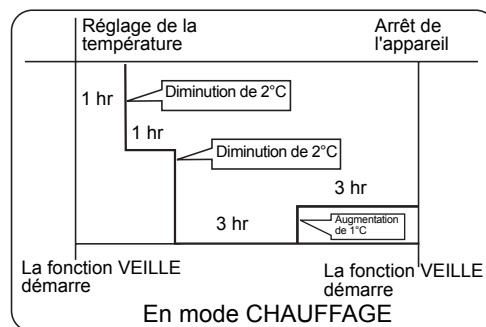 Réglage de la
température
Arrêt de
l'appareil
1 hr
Diminution de 2°C
1 hr
Diminution de 2°C
3 hr
3 hr
Augmentation
de 1°C
La fonction VEILLE
démarre
La fonction VEILLE
démarre
En mode CHAUFFAGE